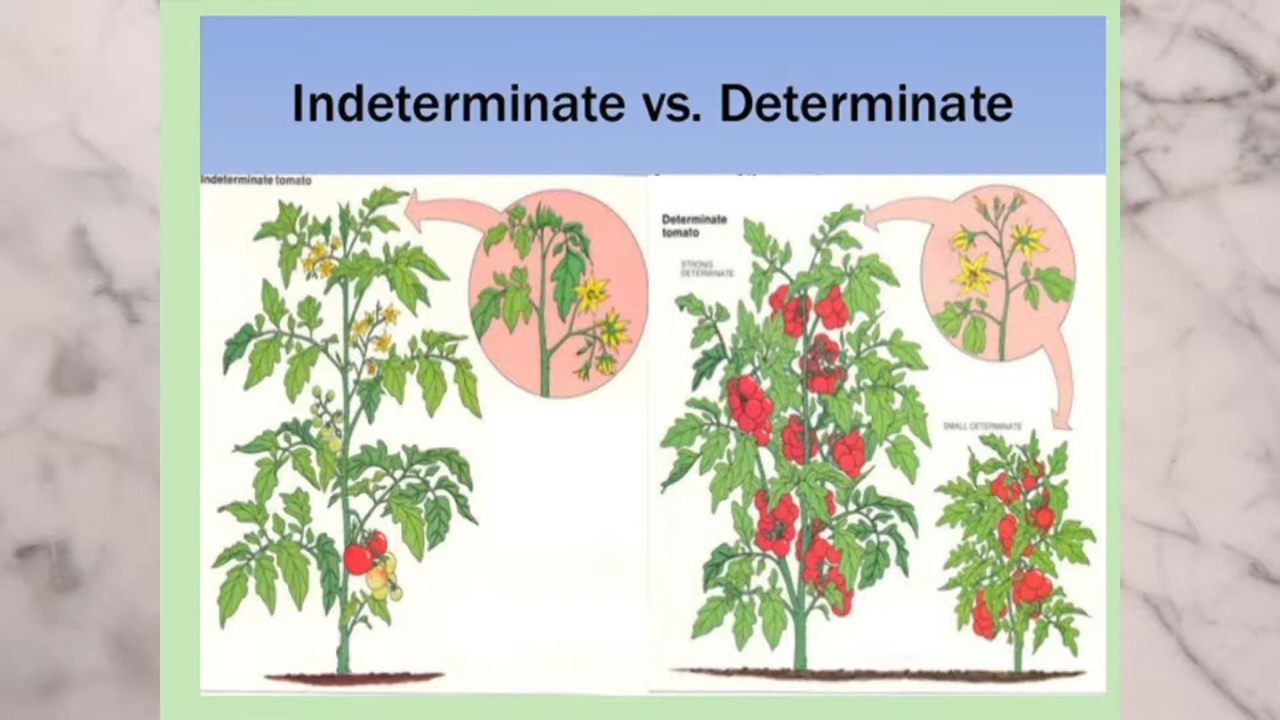 Indeterminate vs. Determinate
Indeterminate tomato
Determinate
tomato
STRONG
DETERMINATE
SMALL DETERMINATE